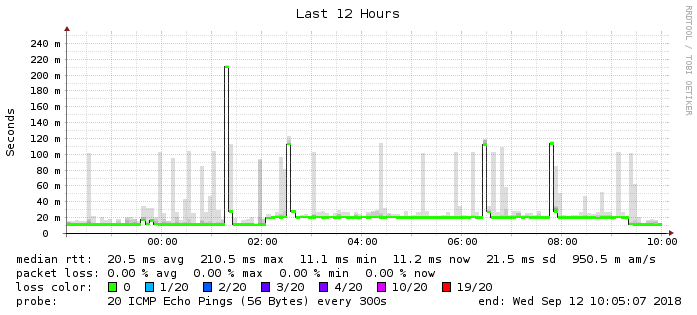 Last 12 Hours
RRDTOOL / TOBI OETIKER
Seconds
240 m
220 m
200 m
180 m
160 m
140 m
120 m
100 m
80 m
60 m
40 m
20 m
0
00:00 02:00 04:00 06:00 08:00 10:00
median rtt: 20.5 ms avg 210.5 ms max 11.1 ms min 11.2 ms now 21.5 ms sd 950.5 m am/s
packet loss: 0.00 % avg 0.00 % max 0.00 % min 0.00 % now
loss color: 0 1/20 2/20 3/20 4/20 10/20 19/20
probe: 20 ICMP Echo Pings (56 Bytes) every 300s end: Wed Sep 12 10:05:07 2018